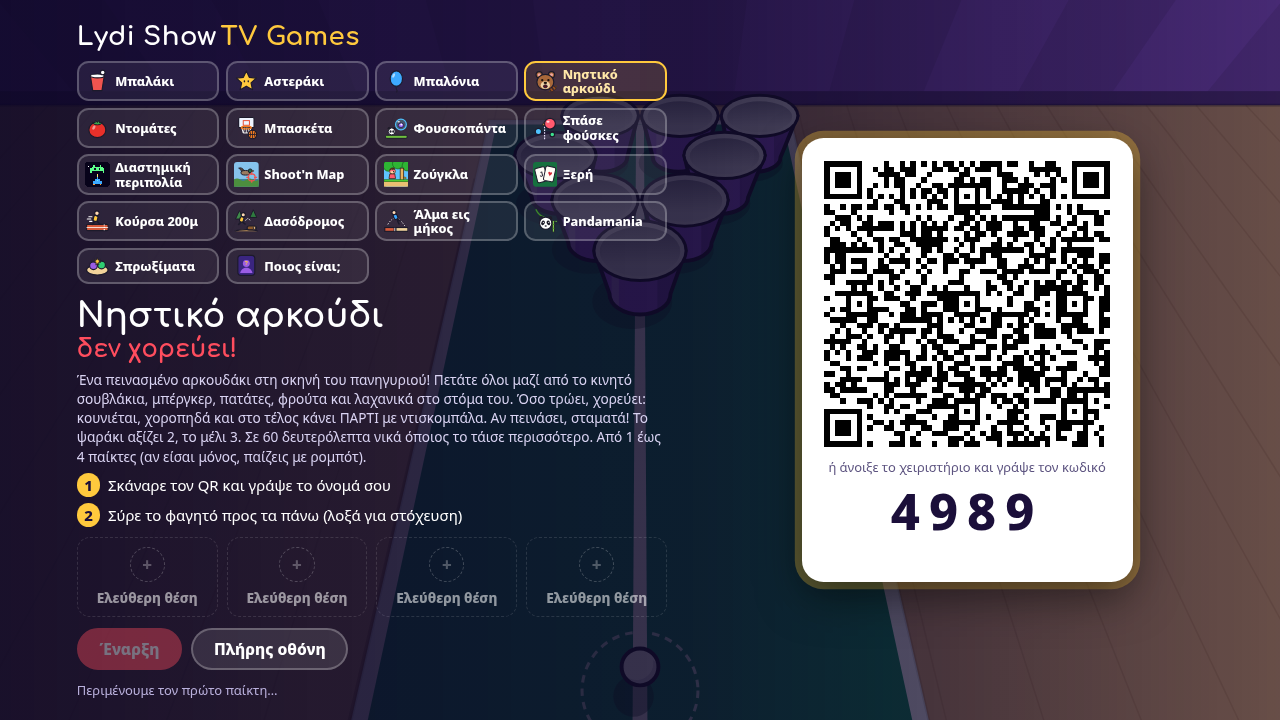 Lydi Show TV Games
Μπαλάκι
Αστεράκι
Μπαλόνια
Νηστικό
αρκούδι
Ντομάτες
Μπασκέτα
Φουσκοπάντα
Σπάσε
φούσκες
Διαστημική
περιπολία
Shoot'n Map
Ζούγκλα
Ξερή
Κούρσα 200μ
Δασόδρομος
Άλμα εις
μήκος
Pandamania
Σπρωξίματα
Ποιος είναι;
Νηστικό αρκούδι
δεν χορεύει!
Ένα πεινασμένο αρκουδάκι στη σκηνή του πανηγυριού! Πετάτε όλοι μαζί από το κινητό
σουβλάκια, μπέργκερ, πατάτες, φρούτα και λαχανικά στο στόμα του. Όσο τρώει, χορεύει:
κουνιέται, χοροπηδά και στο τέλος κάνει ΠΑΡΤΙ με ντισκομπάλα. Αν πεινάσει, σταματά! Το
ψαράκι αξίζει 2, το μέλι 3. Σε 60 δευτερόλεπτα νικά όποιος το τάισε περισσότερο. Από 1 έως
4 παίκτες (αν είσαι μόνος, παίζεις με ρομπότ).
1 Σκάναρε τον QR και γράψε το όνομά σου
2 Σύρε το φαγητό προς τα πάνω (λοξά για στόχευση)
+ + + +
Ελεύθερη θέση Ελεύθερη θέση Ελεύθερη θέση Ελεύθερη θέση
Έναρξη
Πλήρης οθόνη
Περιμένουμε τον πρώτο παίκτη...
ή άνοιξε το χειριστήριο και γράψε τον κωδικό
4989